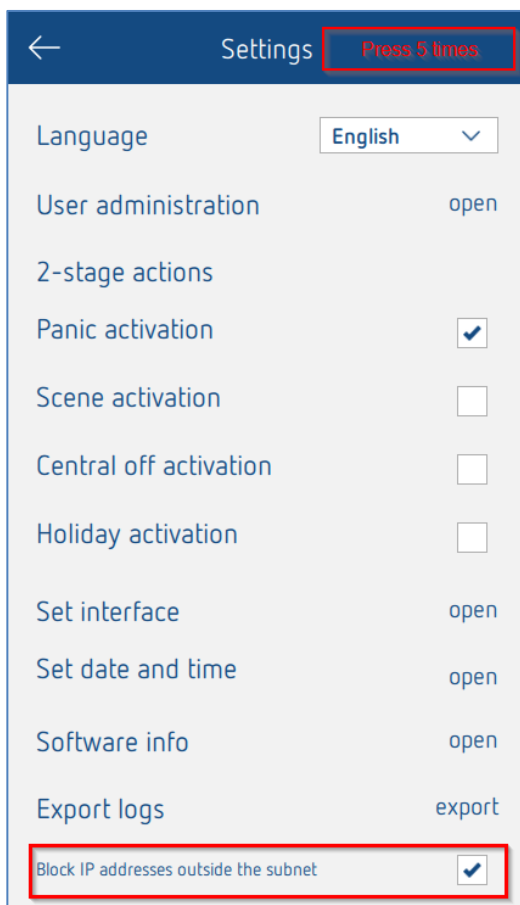 Settings Press 5 times
Language English
User administration open
2-stage actions
Panic activation
Scene activation
Central off activation
Holiday activation
Set interface open
Set date and time open
Software info open
Export logs export
Block IP addresses outside the subnet